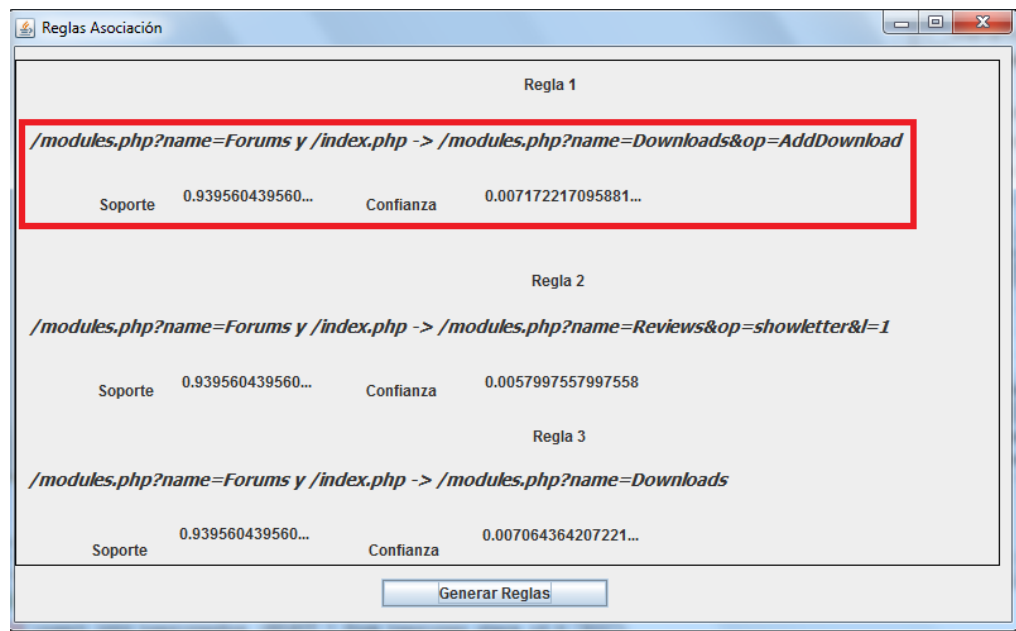 Reglas Asociación
Regla 1
/modules.php?name=Forums y /index.php -> /modules.php?name=Downloads&op=AddDownload
Soporte 0.939560439560... Confianza 0.007172217095881...
Regla 2
/modules.php?name=Forums y /index.php -> /modules.php?name=Reviews&op=showletter&l=1
Soporte 0.939560439560... Confianza 0.0057997557997558
Regla 3
/modules.php?name=Forums y /index.php -> /modules.php?name=Downloads
Soporte 0.939560439560... Confianza 0.007064364207221...
Generar Reglas